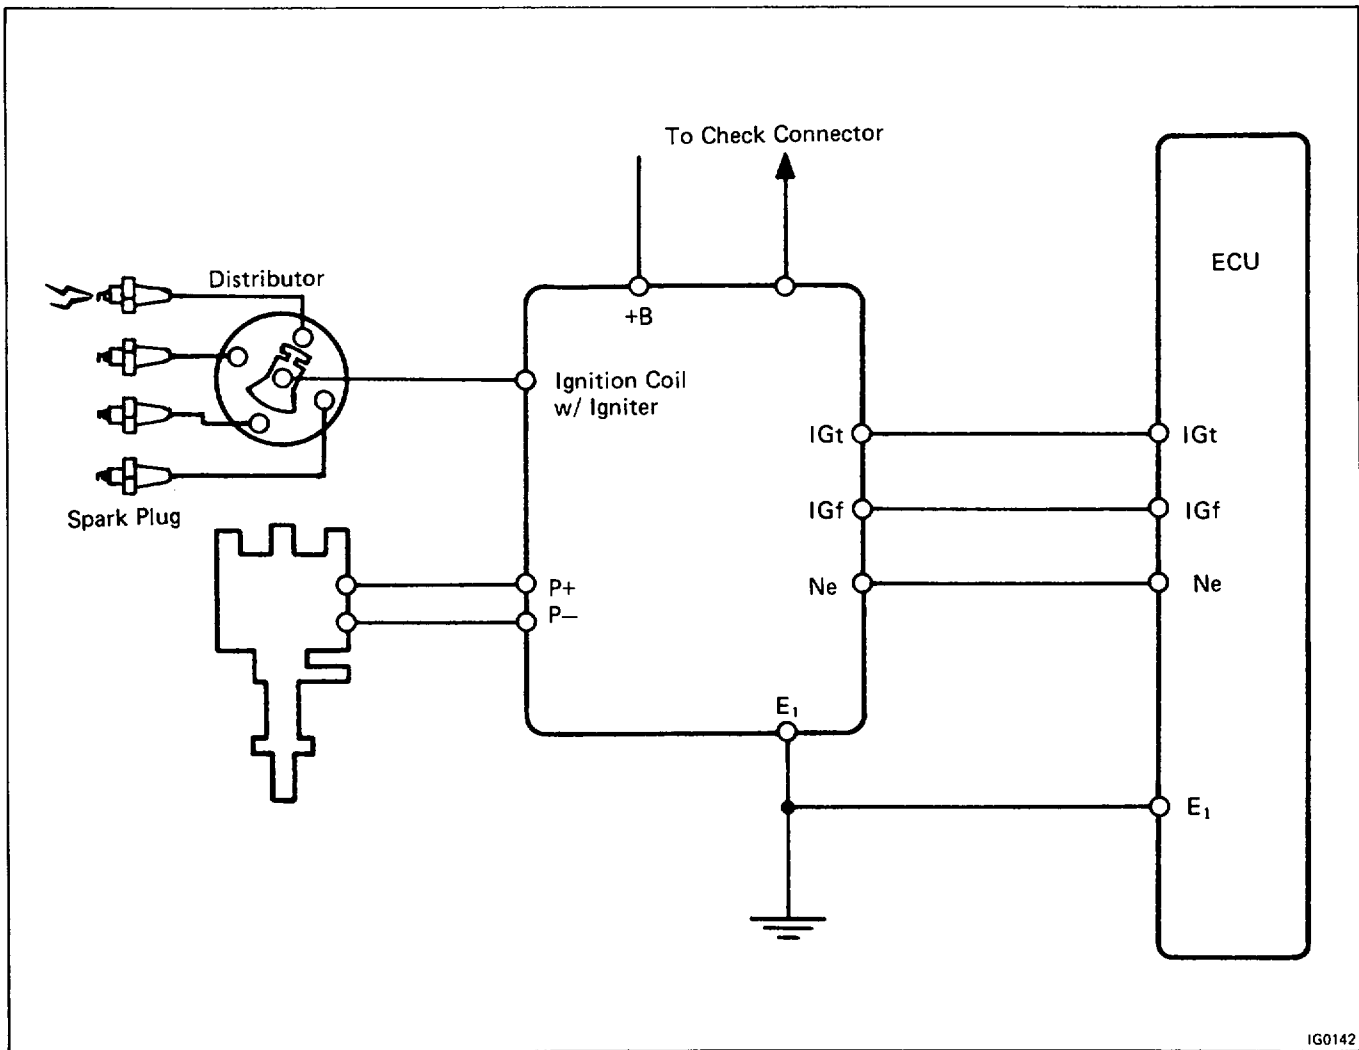 To Check Connector
ECU
Distributor
+B
Ignition Coil
w/ Igniter
IGt
IGt
IGf
IGf
Spark Plug
P+
P−
Ne
Ne
E₁
E₁
IG0142